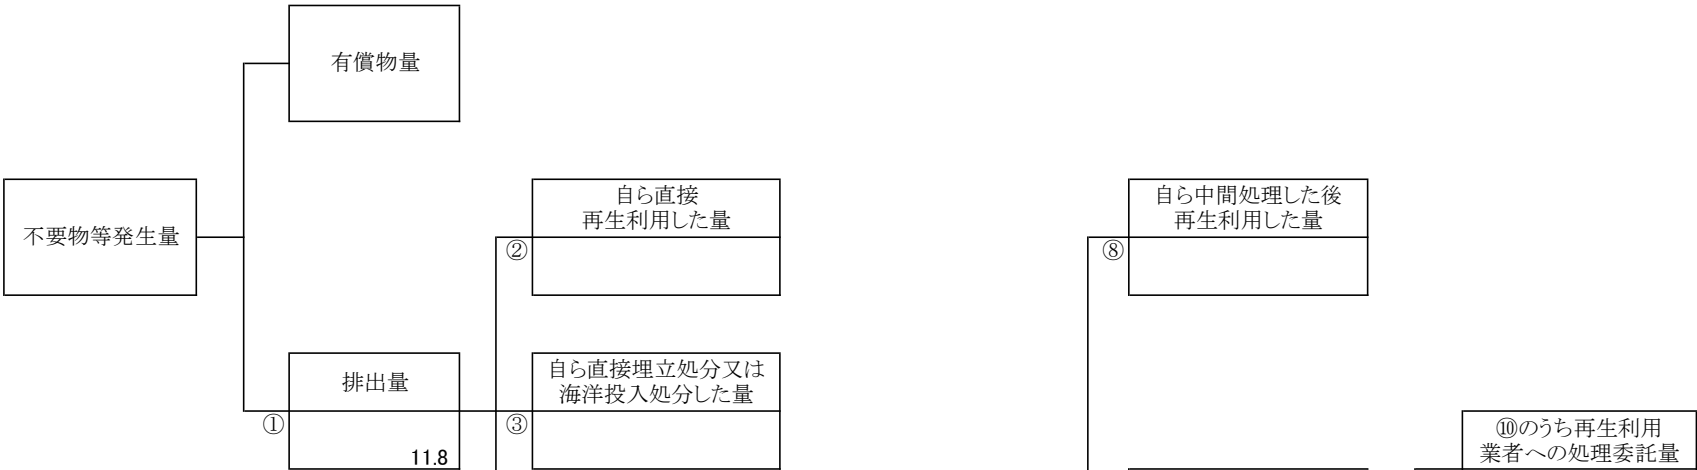 有償物量
不要物等発生量
自ら直接
再生利用した量
②
自ら中間処理した後
再生利用した量
⑧
排出量
①
11.8
自ら直接埋立処分又は
海洋投入処分した量
③
⑩のうち再生利用
業者への処理委託量